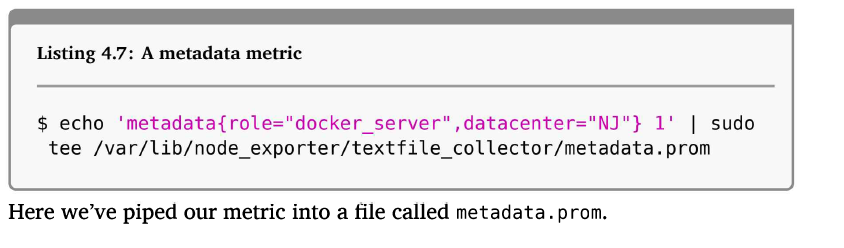 Listing 4.7: A metadata metric
$ echo 'metadata{role="docker_server",datacenter="NJ"} 1' | sudo
tee /var/lib/node_exporter/textfile_collector/metadata.prom
Here we’ve piped our metric into a file called metadata.prom.